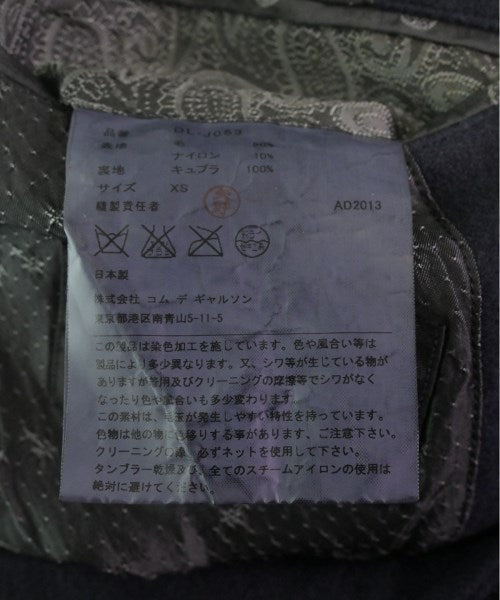 品番 DL-J053
表地 毛 90%
ナイロン 10%
裏地 キュプラ 100%
サイズ XS
縫製責任者 AD2013
日本製
株式会社 コム デ ギャルソン
東京都港区南青山5-11-5
この製品は染色加工を施しています。色や風合い等は
製品により多少異なります。又、シワ等が生じている物が
ありますが着用及びクリーニングの摩擦等でシワがなく
なったり色や風合いも多少変わります。
この素材は、毛玉が発生しやすい特性を持っています。
色物は他の物に色移りする事があります、ご注意下さい。
クリーニングの際、必ずネットを使用して下さい。
タンブラー乾燥及び、全てのスチームアイロンの使用は
絶対に避けてください。